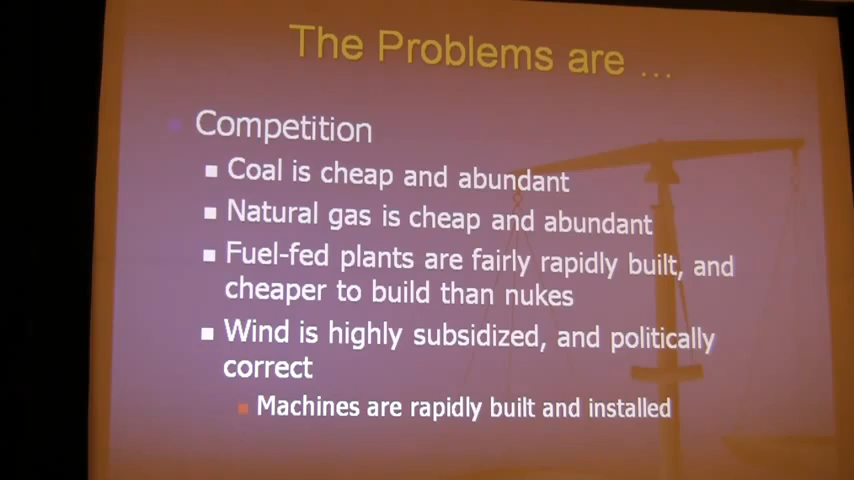 The Problems are ...
Competition
Coal is cheap and abundant
Natural gas is cheap and abundant
Fuel-fed plants are fairly rapidly built, and
cheaper to build than nukes
Wind is highly subsidized, and politically
correct
Machines are rapidly built and installed